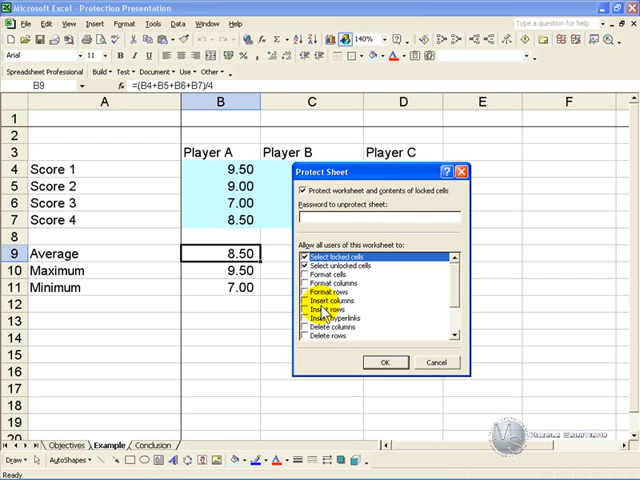 Microsoft Excel - Protection Presentation
File Edit View Insert Format Tools Data Window Help
Type a question for help
Arial 11 B I U
140%
Spreadsheet Professional Build Test Document Use Other
B9 =(B4+B5+B6+B7)/4
A B C D E F
1
2
3 Player A Player B Player C
4 Score 1 9.50
5 Score 2 9.00
6 Score 3 7.00
7 Score 4 8.50
8
9 Average 8.50
10 Maximum 9.50
11 Minimum 7.00
12
13
14
15
16
17
18
19
20
Protect Sheet
Protect worksheet and contents of locked cells
Password to unprotect sheet:
Allow all users of this worksheet to:
Select locked cells
Select unlocked cells
Format cells
Format columns
Format rows
Insert columns
Insert rows
Insert hyperlinks
Delete columns
Delete rows
OK Cancel
Objectives Example Conclusion
Draw AutoShapes
Ready